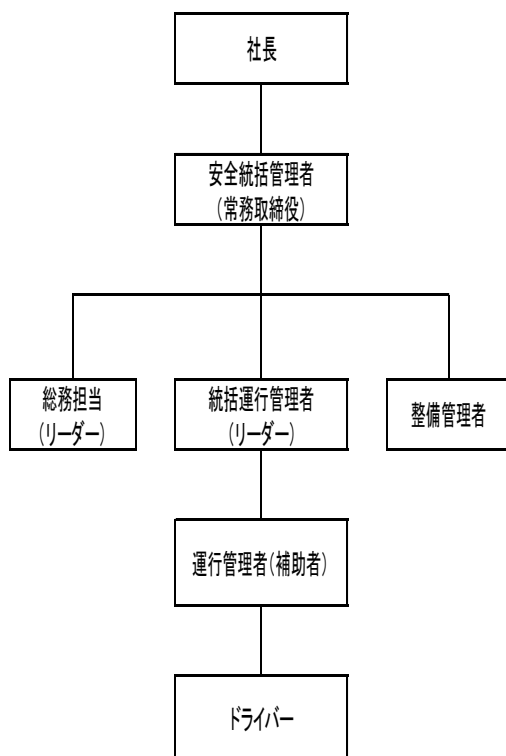 社長
安全統括管理者
(常務取締役)
総務担当
(リーダー)
統括運行管理者
(リーダー)
整備管理者
運行管理者(補助者)
ドライバー